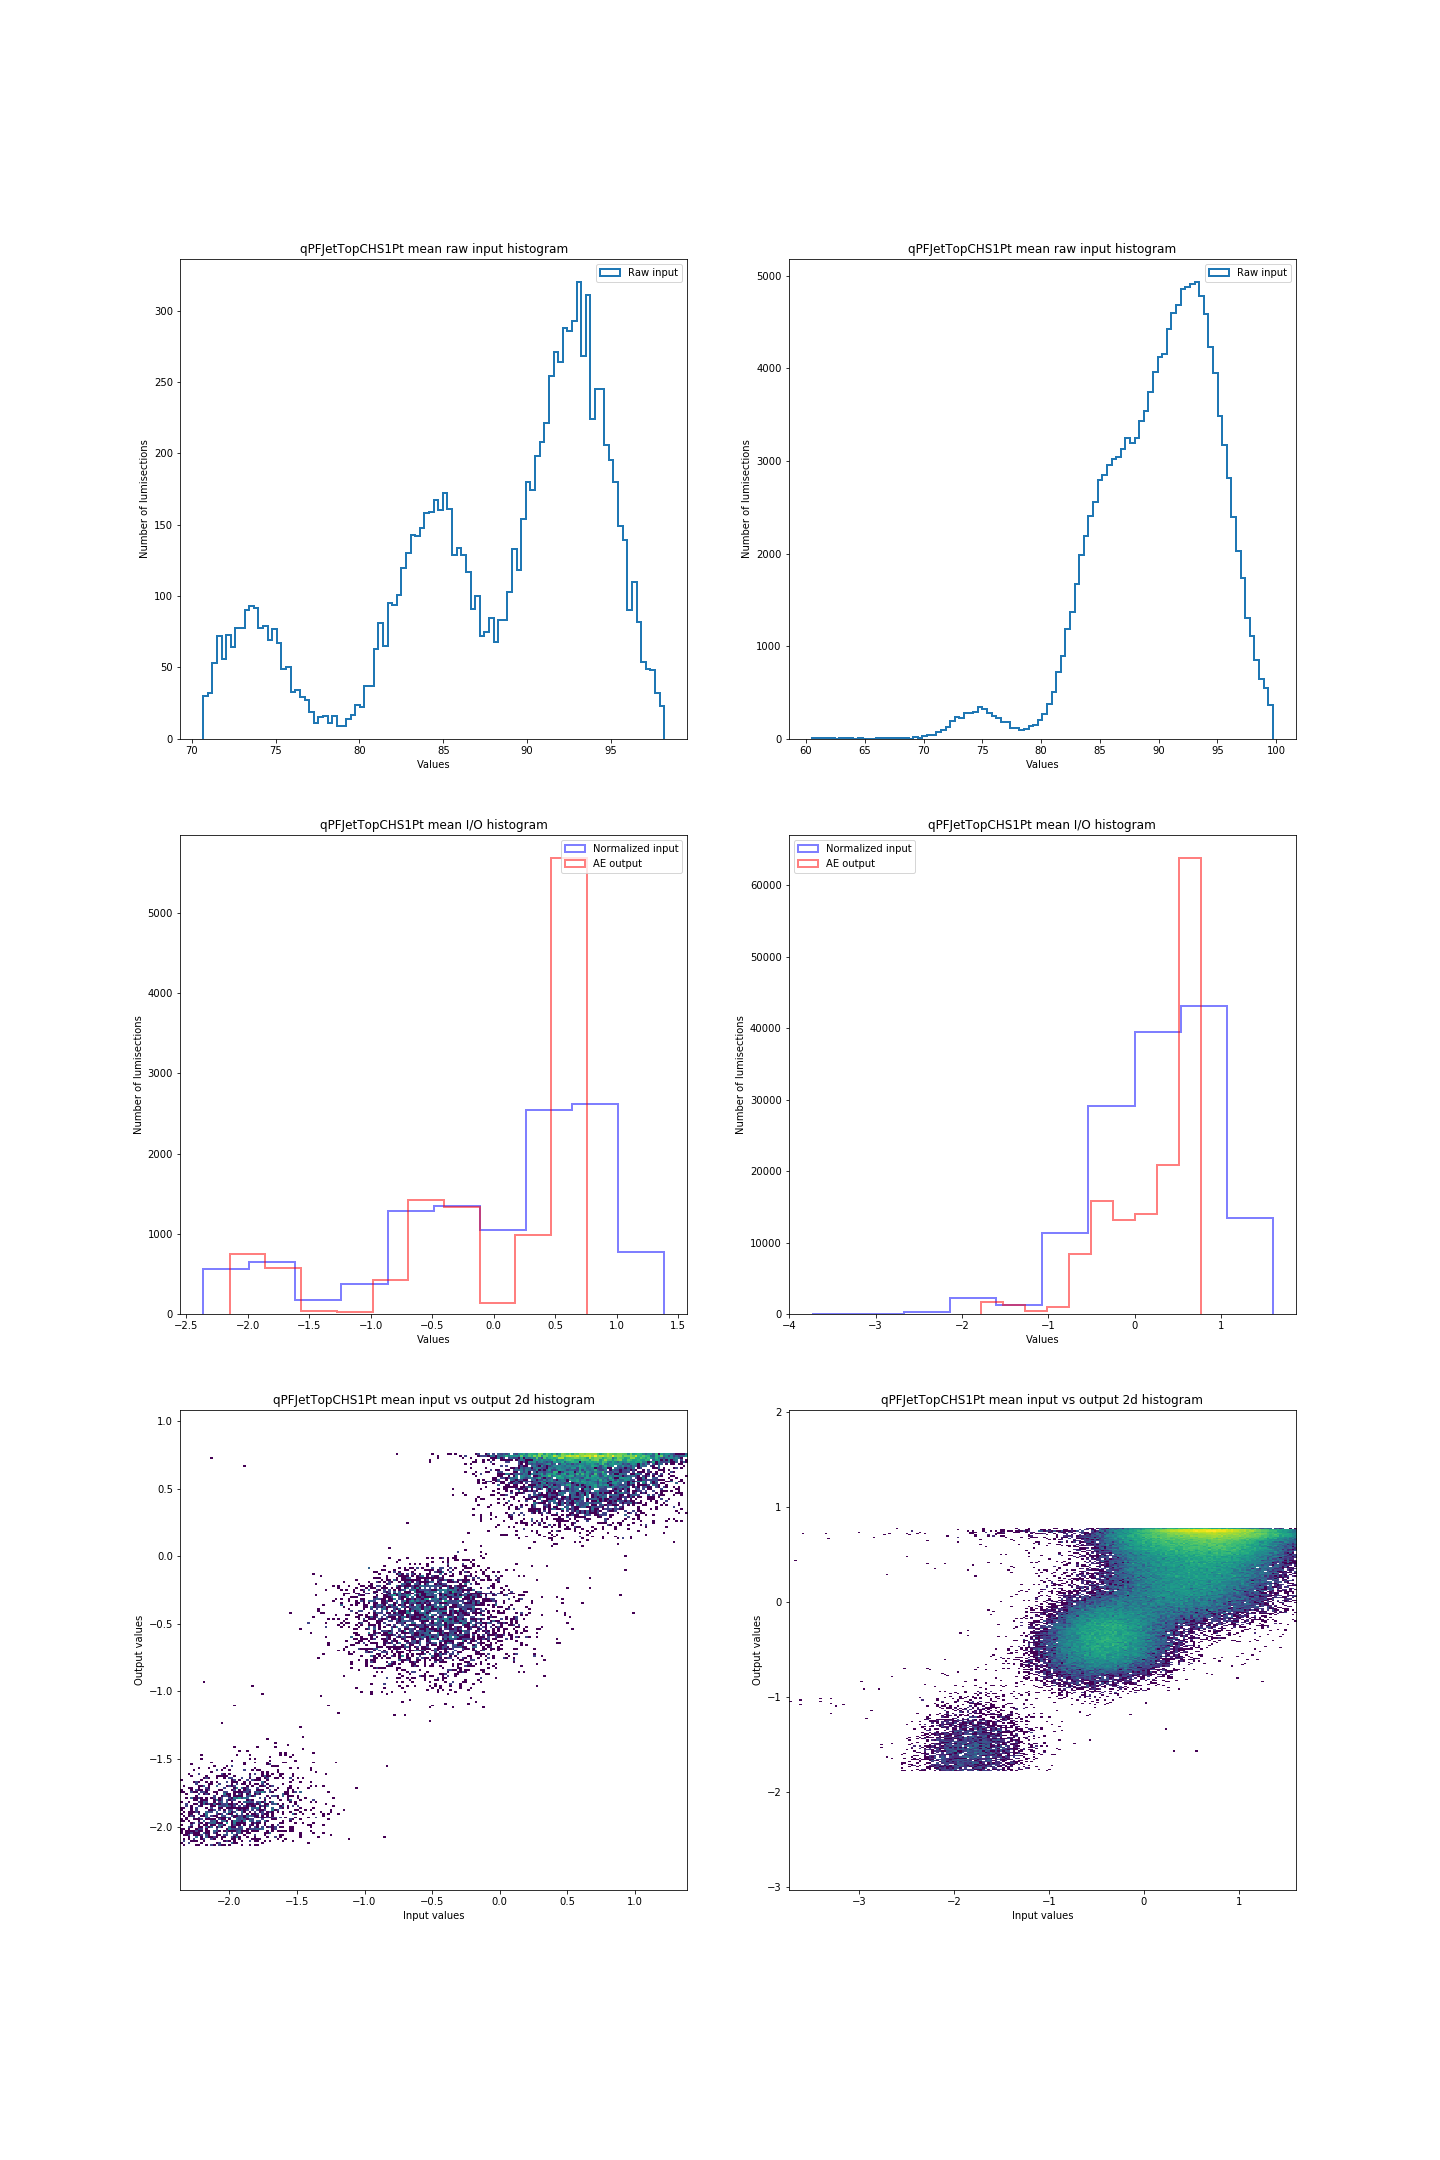 qPFJetTopCHS1Pt mean raw input histogram
Raw input
300
250
200
150
100
50
0
Number of lumisections
70 75 80 85 90 95
Values
qPFJetTopCHS1Pt mean raw input histogram
Raw input
5000
4000
3000
2000
1000
0
Number of lumisections
60 65 70 75 80 85 90 95 100
Values
qPFJetTopCHS1Pt mean I/O histogram
Normalized input
AE output
5000
4000
3000
2000
1000
0
Number of lumisections
−2.5 −2.0 −1.5 −1.0 −0.5 0.0 0.5 1.0 1.5
Values
qPFJetTopCHS1Pt mean I/O histogram
Normalized input
AE output
60000
50000
40000
30000
20000
10000
0
Number of lumisections
−4 −3 −2 −1 0 1
Values
qPFJetTopCHS1Pt mean input vs output 2d histogram
1.0
0.5
0.0
−0.5
−1.0
−1.5
−2.0
Output values
−2.0 −1.5 −1.0 −0.5 0.0 0.5 1.0
Input values
qPFJetTopCHS1Pt mean input vs output 2d histogram
2
1
0
−1
−2
−3
Output values
−3 −2 −1 0 1
Input values